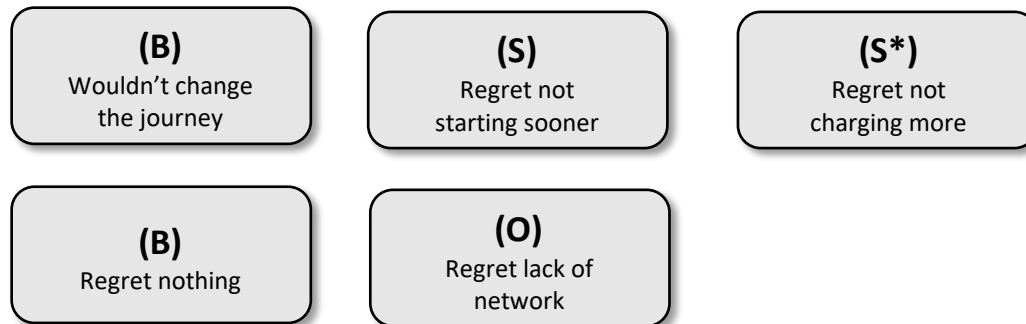 (B)
Wouldn’t change
the journey
(S)
Regret not
starting sooner
(S*)
Regret not
charging more
(B)
Regret nothing
(O)
Regret lack of
network